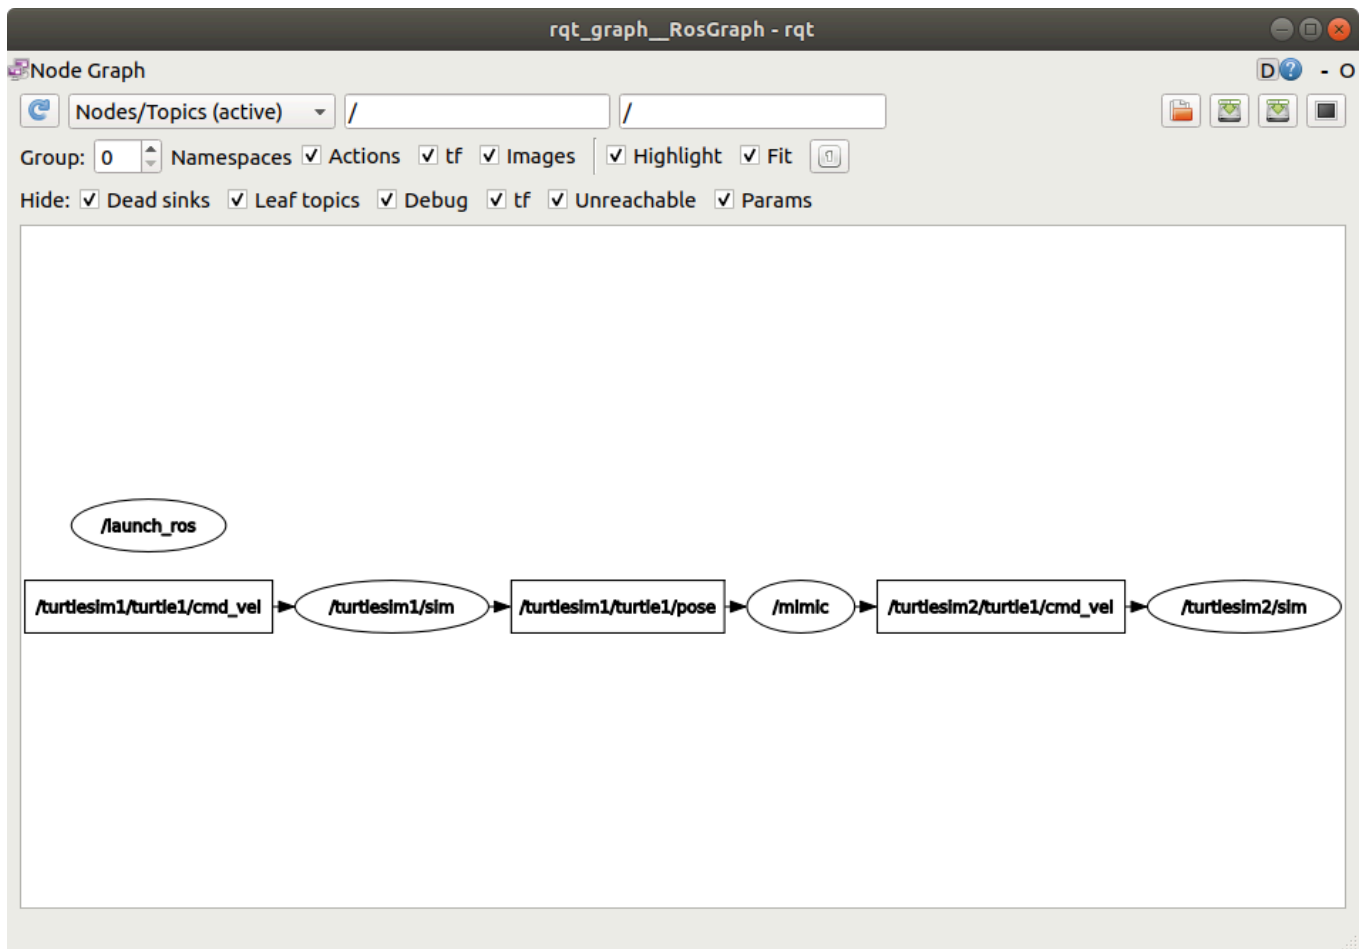 rqt_graph__RosGraph - rqt
Node Graph D ? - O
Nodes/Topics (active) / /
Group: 0 Namespaces Actions tf Images Highlight Fit
Hide: Dead sinks Leaf topics Debug tf Unreachable Params
/launch_ros
/turtlesim1/turtle1/cmd_vel /turtlesim1/sim /turtlesim1/turtle1/pose /mimic /turtlesim2/turtle1/cmd_vel /turtlesim2/sim